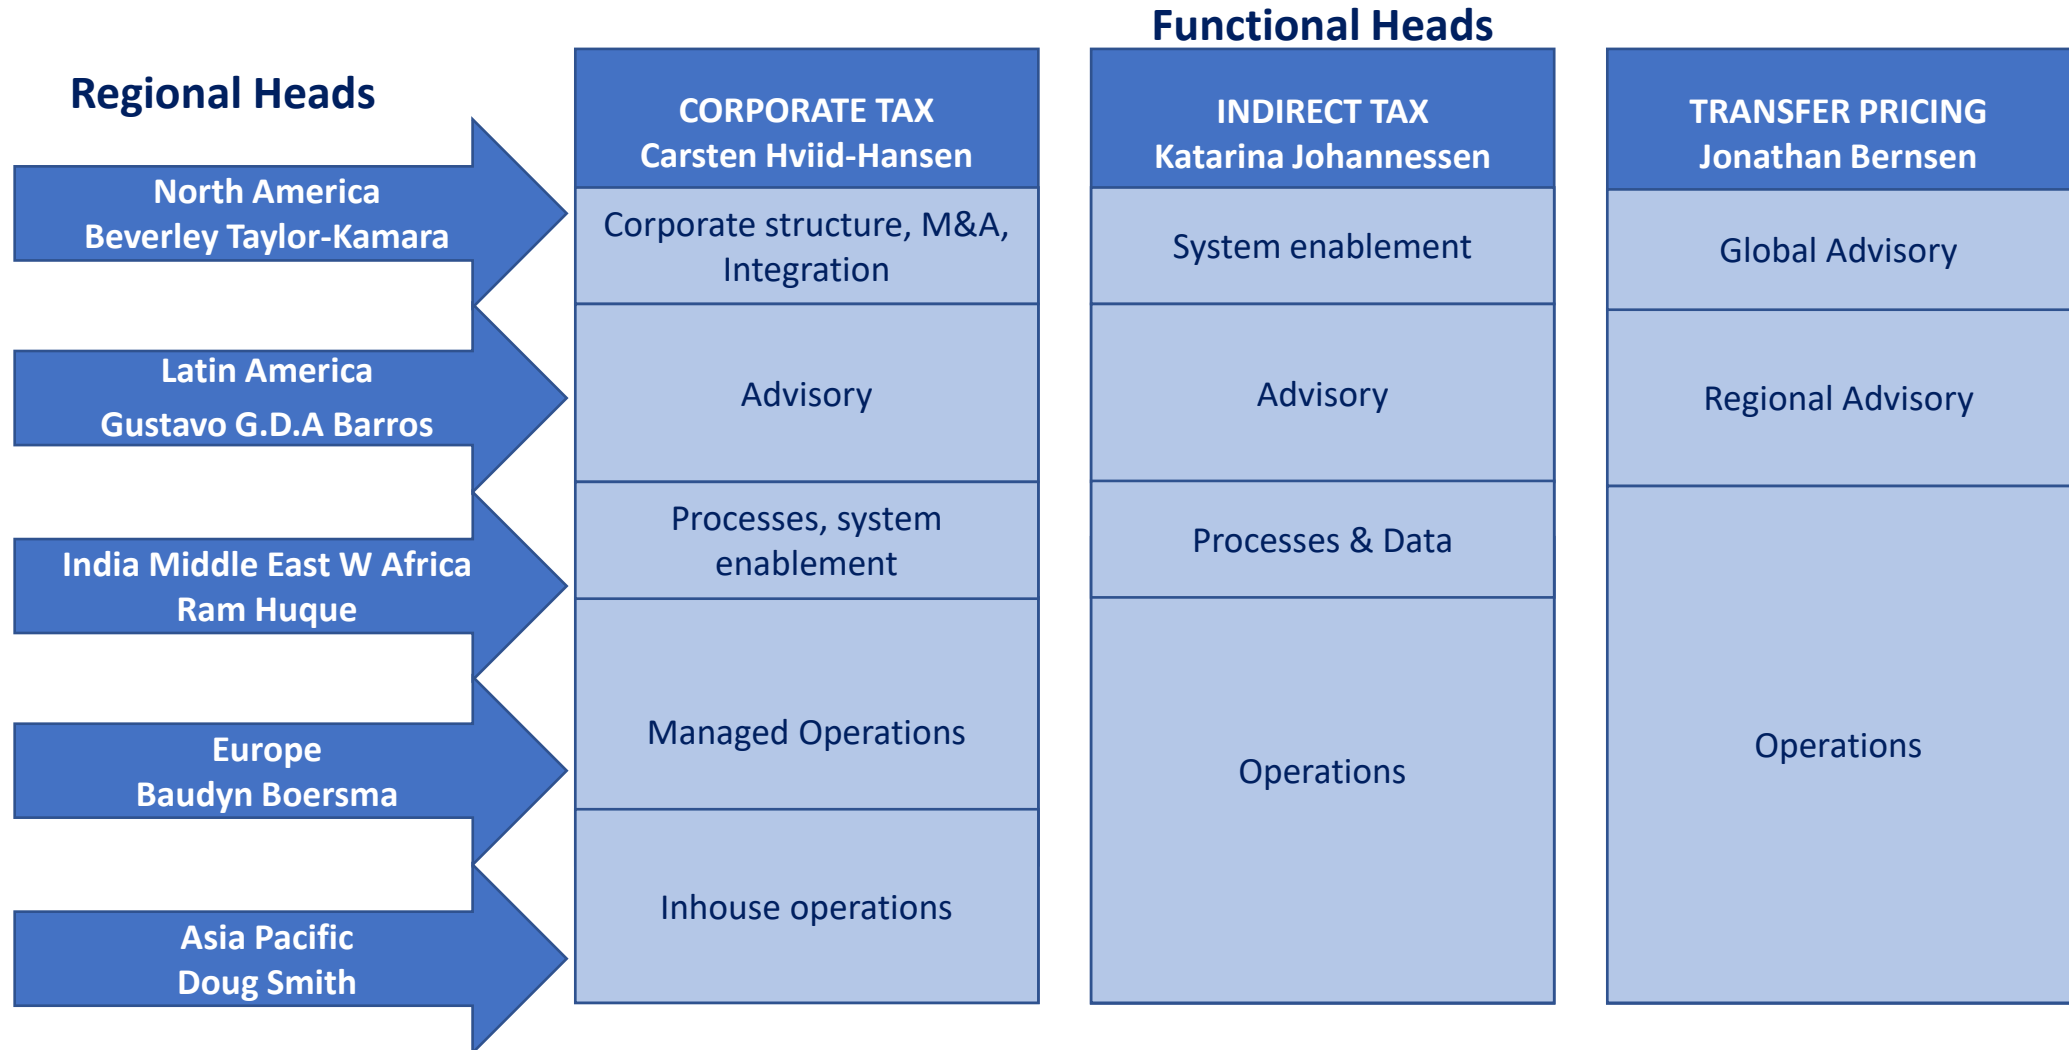 Functional Heads
Regional Heads
North America
Beverley Taylor-Kamara
Latin America
Gustavo G.D.A Barros
India Middle East W Africa
Ram Huque
Europe
Baudyn Boersma
Asia Pacific
Doug Smith
CORPORATE TAX
Carsten Hviid-Hansen
Corporate structure, M&A,
Integration
Advisory
Processes, system
enablement
Managed Operations
Inhouse operations
INDIRECT TAX
Katarina Johannessen
System enablement
Advisory
Processes & Data
Operations
TRANSFER PRICING
Jonathan Bernsen
Global Advisory
Regional Advisory
Operations